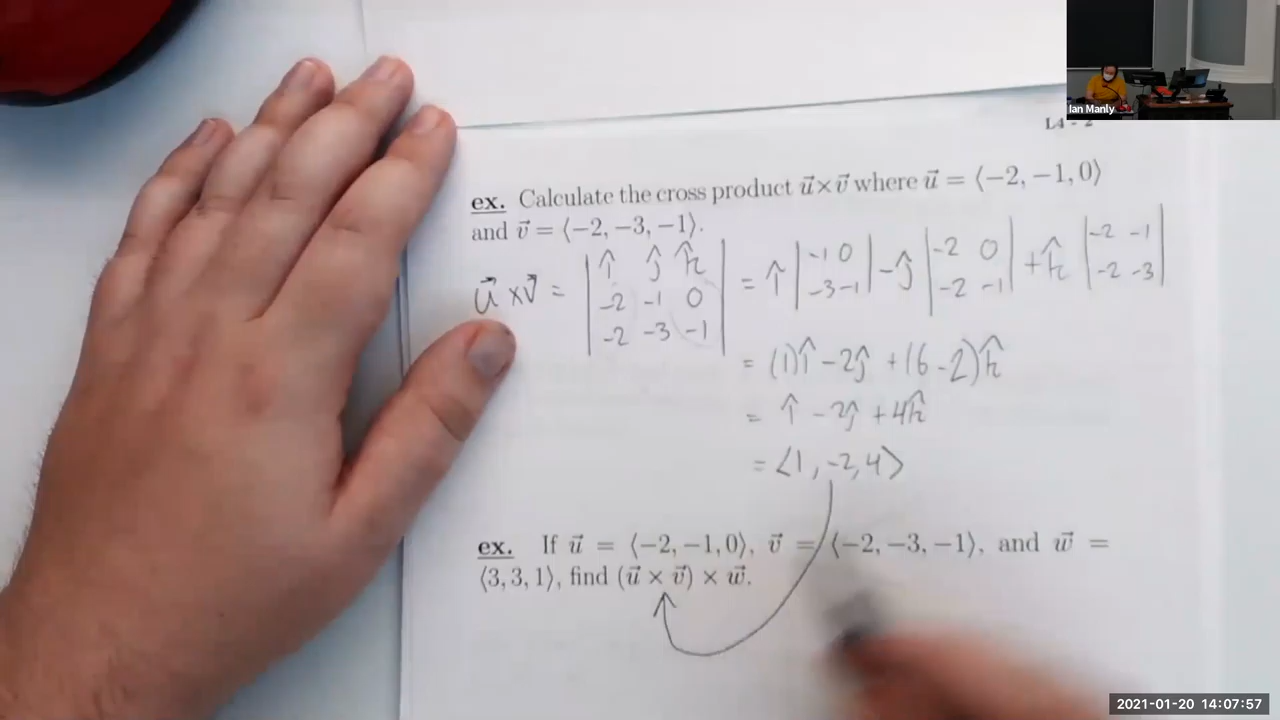 Ian Manly
L4 - 2
ex. Calculate the cross product u⃗×v⃗ where u⃗ = ⟨−2, −1, 0⟩
and v⃗ = ⟨−2, −3, −1⟩.
u⃗ × v⃗ = | î ĵ k̂ | = î | -1 0 | - ĵ | -2 0 | + k̂ | -2 -1 |
| -2 -1 0 | | -3 -1 | | -2 -1 | | -2 -3 |
| -2 -3 -1 |
= (1)î - 2ĵ + (6 - 2)k̂
= î - 2ĵ + 4k̂
= ⟨1, -2, 4⟩
ex. If u⃗ = ⟨−2, −1, 0⟩, v⃗ = ⟨−2, −3, −1⟩, and w⃗ =
⟨3, 3, 1⟩, find (u⃗ × v⃗) × w⃗.
2021-01-20 14:07:57